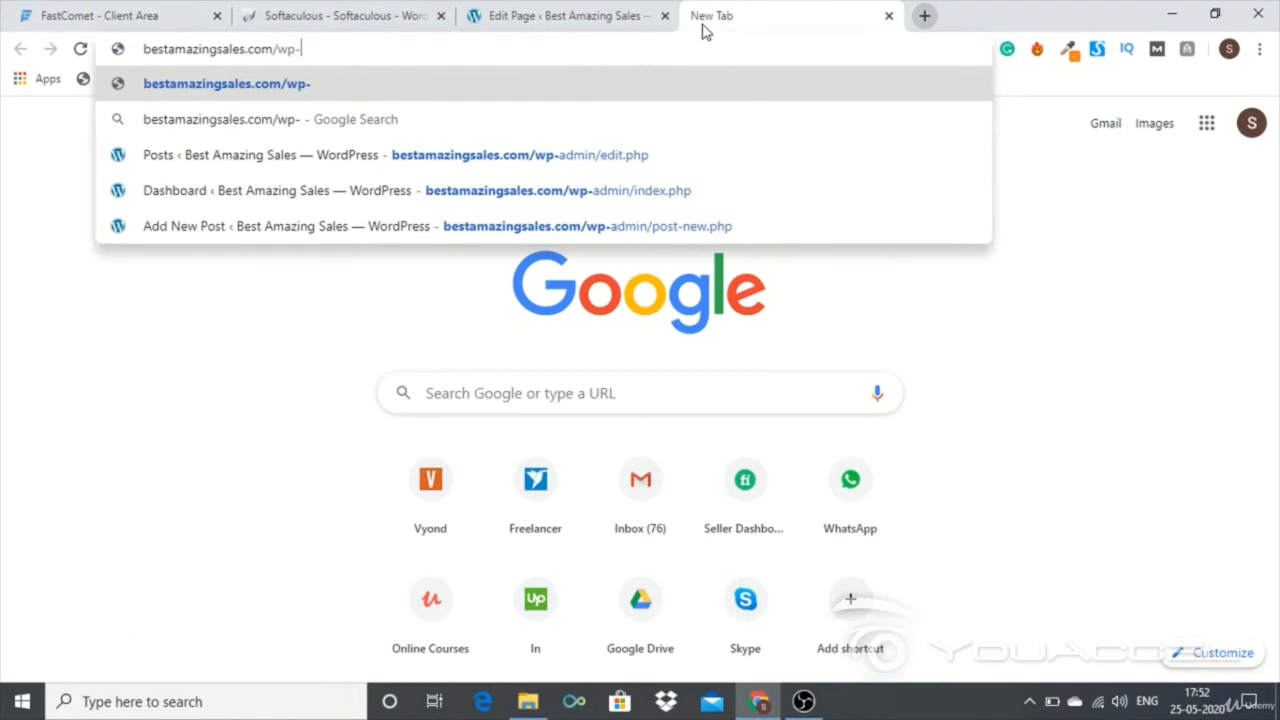 FastComet - Client Area
Softaculous - Softaculous - Word
Edit Page ‹ Best Amazing Sales —
New Tab
bestamazingsales.com/wp-
Apps
bestamazingsales.com/wp-
bestamazingsales.com/wp- - Google Search
Posts ‹ Best Amazing Sales — WordPress - bestamazingsales.com/wp-admin/edit.php
Dashboard ‹ Best Amazing Sales — WordPress - bestamazingsales.com/wp-admin/index.php
Add New Post ‹ Best Amazing Sales — WordPress - bestamazingsales.com/wp-admin/post-new.php
IQ
M
S
Gmail
Images
S
Google
Search Google or type a URL
V
fi
Up
S
Vyond
Freelancer
Inbox (76)
Seller Dashbo...
WhatsApp
Online Courses
In
Google Drive
Skype
Add shortcut
YouAccel
Customize
Type here to search
ENG
17:52
25-05-2020
Udemy